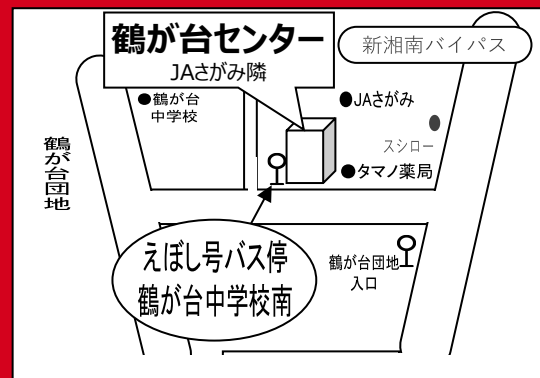 鶴が台センター
JAさがみ隣
新湘南バイパス
鶴が台
中学校
JAさがみ
スシロー
タマノ薬局
鶴が台団地
えぼし号バス停
鶴が台中学校南
鶴が台団地
入口